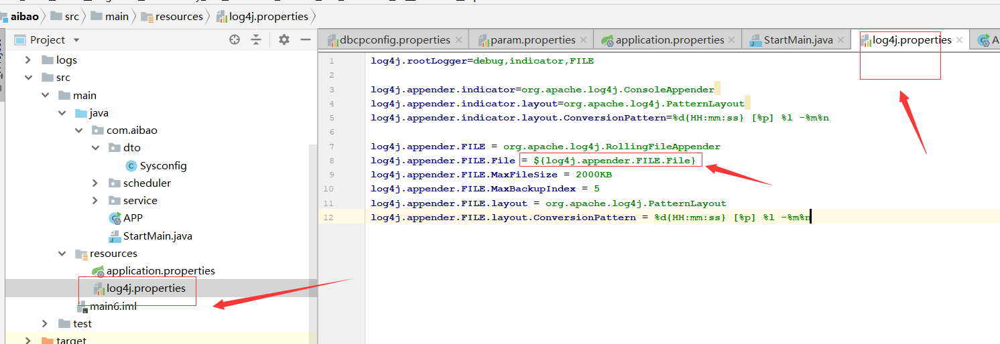 aibao src main resources log4j.properties
Project
dbcpconfig.properties param.properties application.properties StartMain.java log4j.properties A
logs
src
main
java
com.aibao
dto
Sysconfig
scheduler
service
APP
StartMain.java
resources
application.properties
log4j.properties
main6.iml
test
target
1 log4j.rootLogger=debug,indicator,FILE
2
3 log4j.appender.indicator=org.apache.log4j.ConsoleAppender
4 log4j.appender.indicator.layout=org.apache.log4j.PatternLayout
5 log4j.appender.indicator.layout.ConversionPattern=%d{HH:mm:ss} [%p] %l -%m%n
6
7 log4j.appender.FILE = org.apache.log4j.RollingFileAppender
8 log4j.appender.FILE.File = ${log4j.appender.FILE.File}
9 log4j.appender.FILE.MaxFileSize = 2000KB
10 log4j.appender.FILE.MaxBackupIndex = 5
11 log4j.appender.FILE.layout = org.apache.log4j.PatternLayout
12 log4j.appender.FILE.layout.ConversionPattern = %d{HH:mm:ss} [%p] %l -%m%n